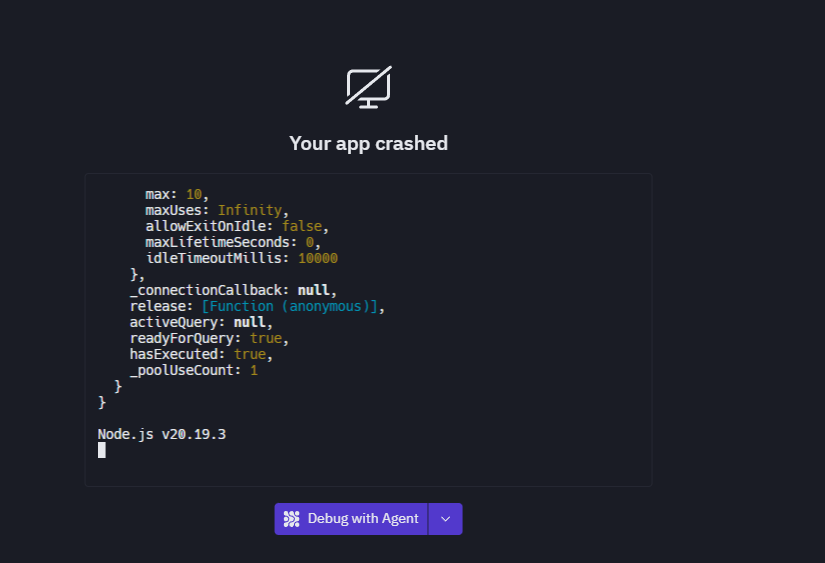 Your app crashed
max: 10,
maxUses: Infinity,
allowExitOnIdle: false,
maxLifetimeSeconds: 0,
idleTimeoutMillis: 10000
},
_connectionCallback: null,
release: [Function (anonymous)],
activeQuery: null,
readyForQuery: true,
hasExecuted: true,
_poolUseCount: 1
}
}
Node.js v20.19.3
Debug with Agent